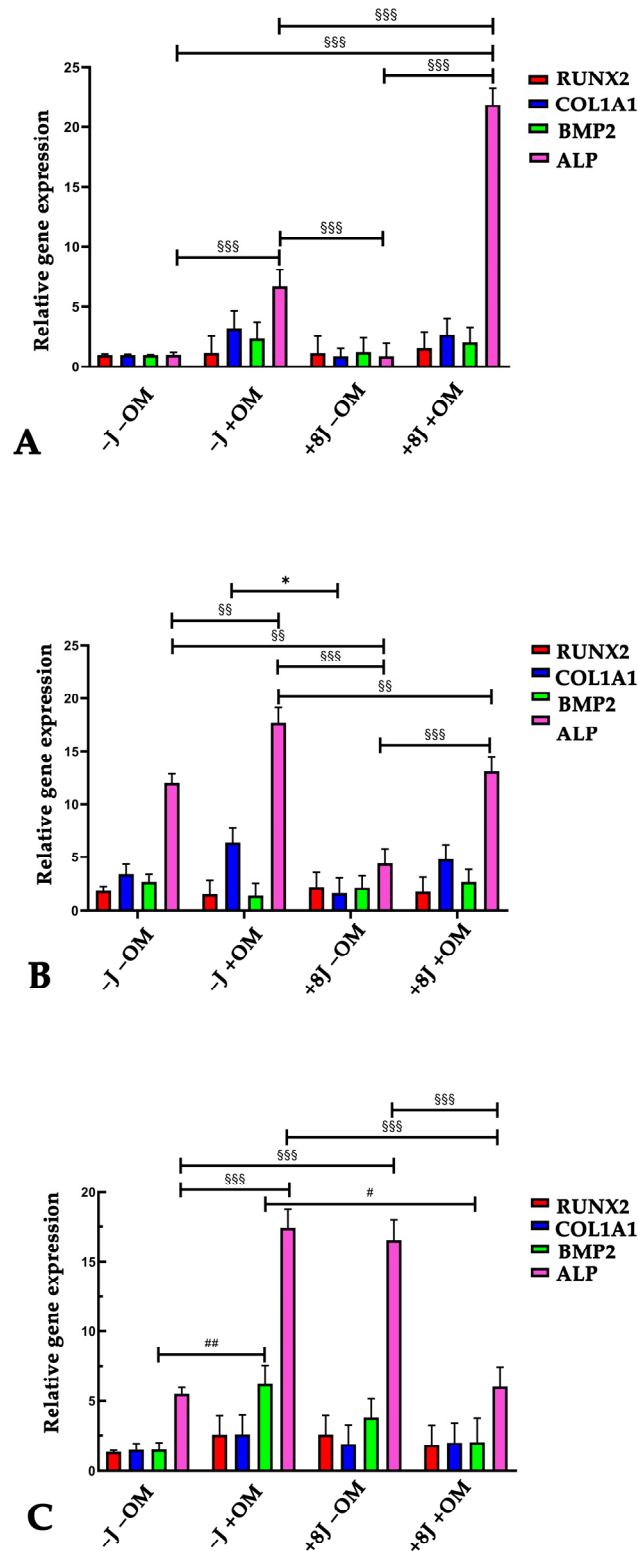 §§§
§§§
§§§
25
20
15
10
5
0
Relative gene expression
RUNX2
COL1A1
BMP2
ALP
§§§
§§§
–J –OM
–J +OM
+8J –OM
+8J +OM
A
*
§§
§§
§§§
§§
§§§
25
20
15
10
5
0
Relative gene expression
RUNX2
COL1A1
BMP2
ALP
–J –OM
–J +OM
+8J –OM
+8J +OM
B
§§§
§§§
§§§
§§§
#
##
20
15
10
5
0
Relative gene expression
RUNX2
COL1A1
BMP2
ALP
–J –OM
–J +OM
+8J –OM
+8J +OM
C